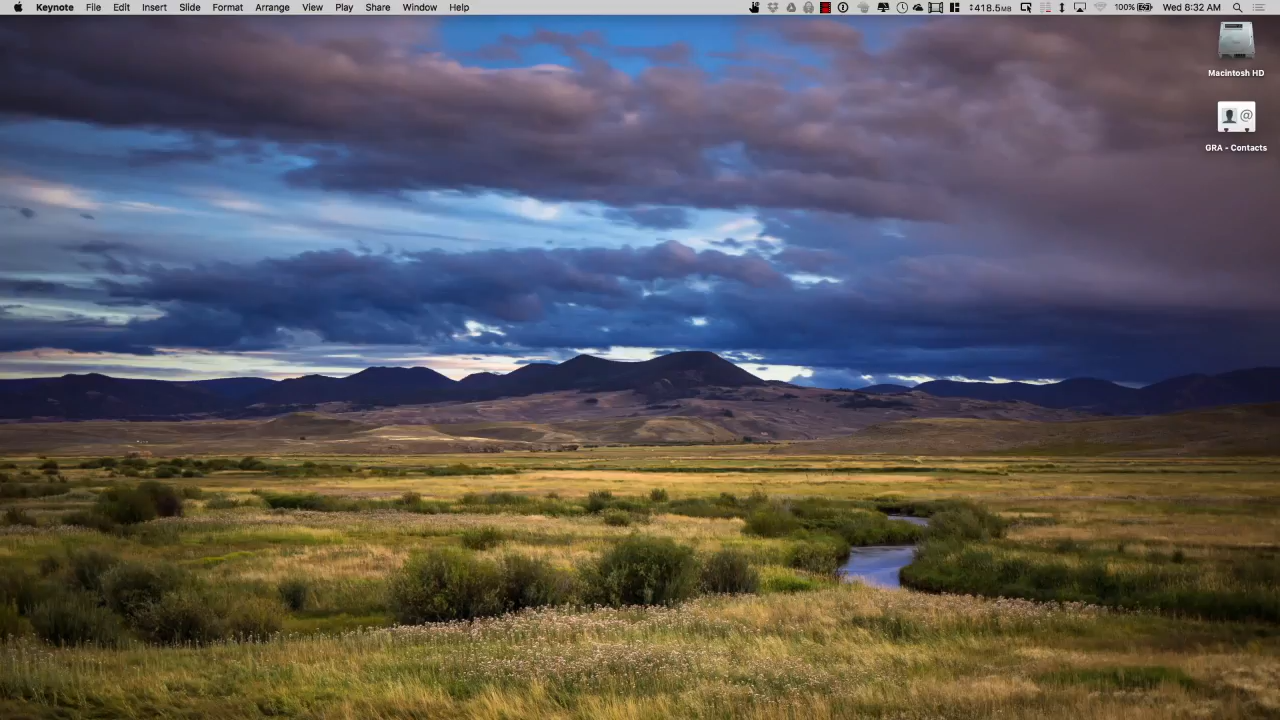 Keynote File Edit Insert Slide Format Arrange View Play Share Window Help 418.5MB 100% Wed 8:32 AM
Macintosh HD
@
GRA - Contacts